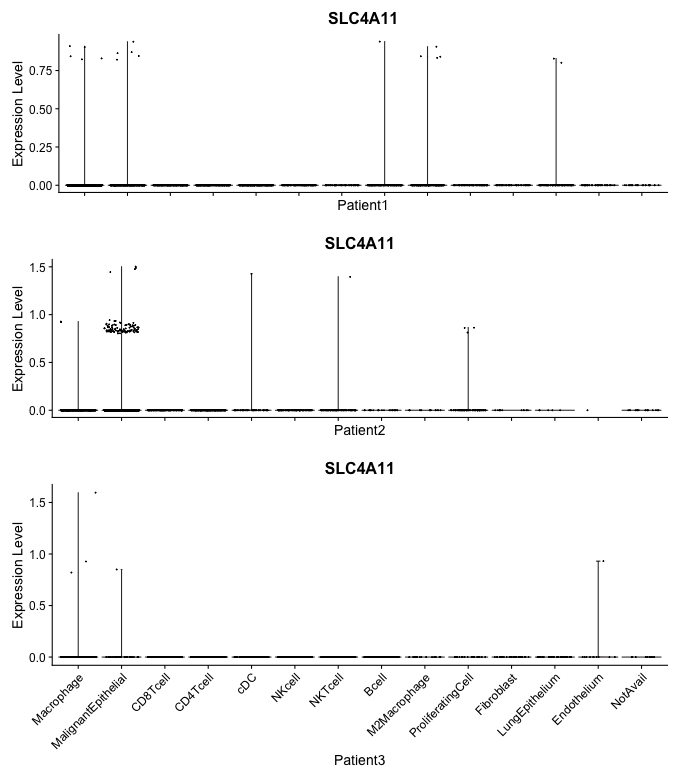 SLC4A11
Expression Level
0.75
0.50
0.25
0.00
Patient1
SLC4A11
Expression Level
1.5
1.0
0.5
0.0
Patient2
SLC4A11
Expression Level
1.5
1.0
0.5
0.0
Macrophage
MalignantEpithelial
CD8Tcell
CD4Tcell
cDC
NKcell
NKTcell
Bcell
M2Macrophage
ProliferatingCell
Fibroblast
LungEpithelium
Endothelium
NotAvail
Patient3